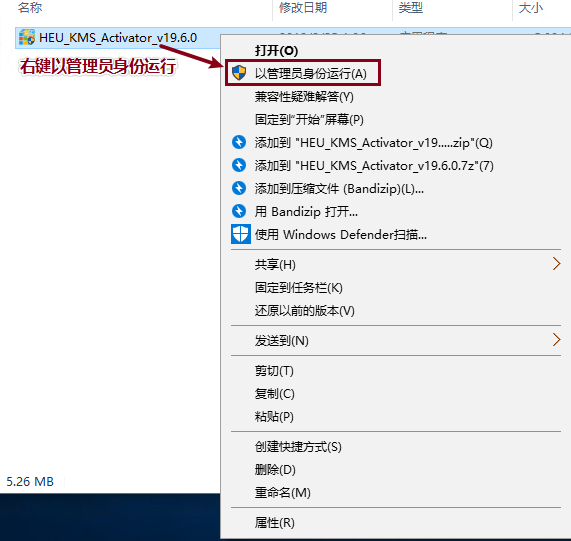 名称 修改日期 类型 大小
HEU_KMS_Activator_v19.6.0
右键以管理员身份运行
打开(O)
以管理员身份运行(A)
兼容性疑难解答(Y)
固定到"开始"屏幕(P)
添加到 "HEU_KMS_Activator_v19.....zip"(Q)
添加到 "HEU_KMS_Activator_v19.6.0.7z"(7)
添加到压缩文件 (Bandizip)(L)...
用 Bandizip 打开...
使用 Windows Defender扫描...
共享(H)
固定到任务栏(K)
还原以前的版本(V)
发送到(N)
剪切(T)
复制(C)
粘贴(P)
创建快捷方式(S)
删除(D)
重命名(M)
属性(R)
5.26 MB